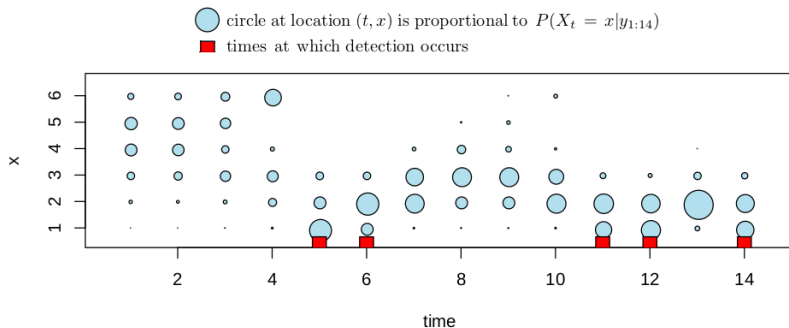 circle at location (t, x) is proportional to P(X_t = x|y_{1:14})
times at which detection occurs
6
5
4
3
2
1
x
2 4 6 8 10 12 14
time